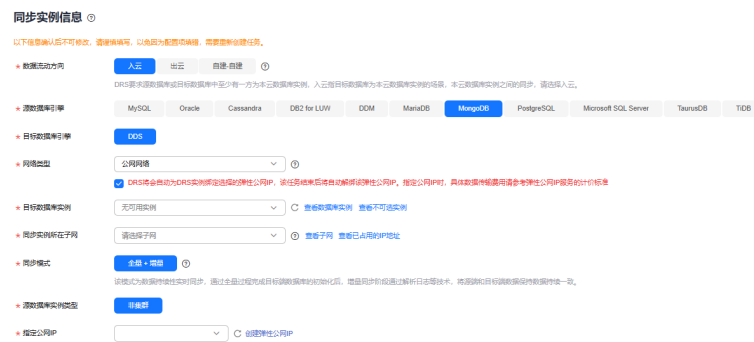 同步实例信息
以下信息确认后不可修改，请谨慎填写，以免因为配置项填错，需要重新创建任务。
* 数据流动方向 入云 出云 自建-自建
DRS要求源数据库或目标数据库中至少有一方为本云数据库实例，入云指目标数据库为本云数据库实例的场景，本云数据库实例之间的同步，请选择入云。
* 源数据库引擎 MySQL Oracle Cassandra DB2 for LUW DDM MariaDB MongoDB PostgreSQL Microsoft SQL Server TaurusDB TiDB
* 目标数据库引擎 DDS
* 网络类型 公网网络
DRS将会自动为DRS实例绑定选择的弹性公网IP，该任务结束后将自动解绑该弹性公网IP。指定公网IP时，具体数据传输费用请参考弹性公网IP服务的计价标准
* 目标数据库实例 无可用实例 查看数据库实例 查看不可选实例
* 同步实例所在子网 请选择子网 查看子网 查看已占用的IP地址
* 同步模式 全量 + 增量
该模式为数据持续性实时同步，通过全量过程完成目标端数据库的初始化后，增量同步阶段通过解析日志等技术，将源端和目标端数据保持数据持续一致。
* 源数据库实例类型 非集群
* 指定公网IP 创建弹性公网IP